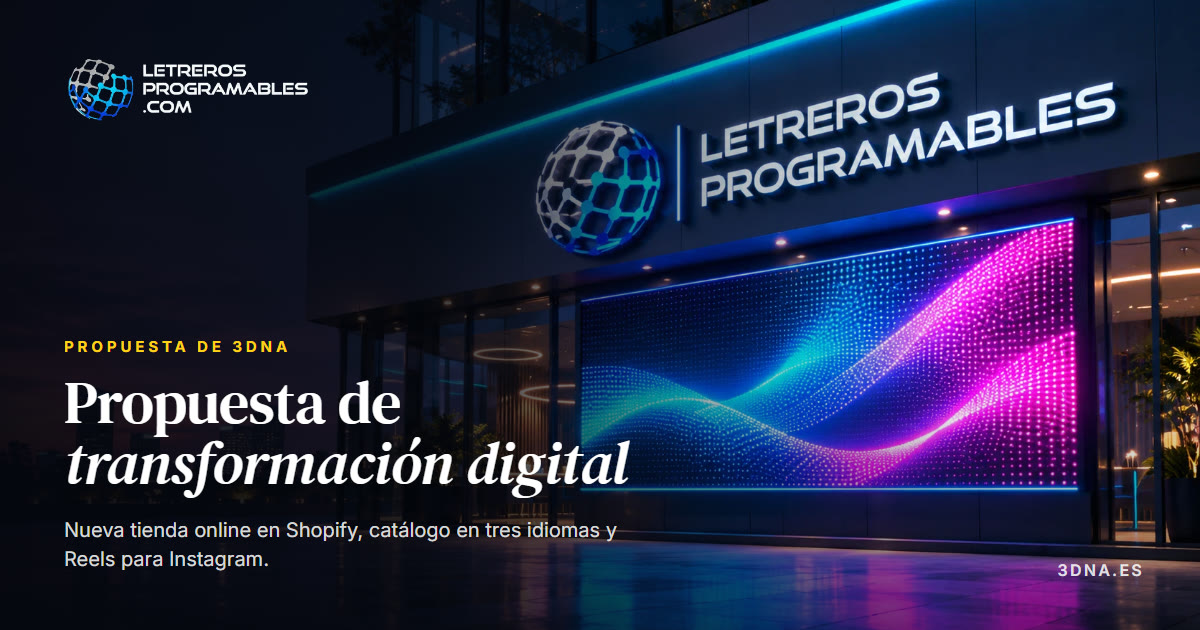 LETREROS
PROGRAMABLES
.COM
LETREROS
PROGRAMABLES
PROPUESTA DE 3DNA
Propuesta de
transformación digital
Nueva tienda online en Shopify, catálogo en tres idiomas y
Reels para Instagram.
3DNA.ES